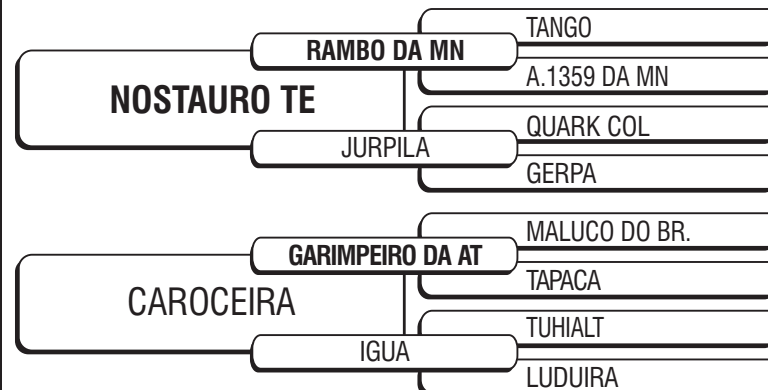 TANGO
RAMBO DA MN
A.1359 DA MN
NOSTAURO TE
QUARK COL
JURPILA
GERPA
MALUCO DO BR.
GARIMPEIRO DA AT
TAPACA
CAROCEIRA
TUHIALT
IGUA
LUDUIRA